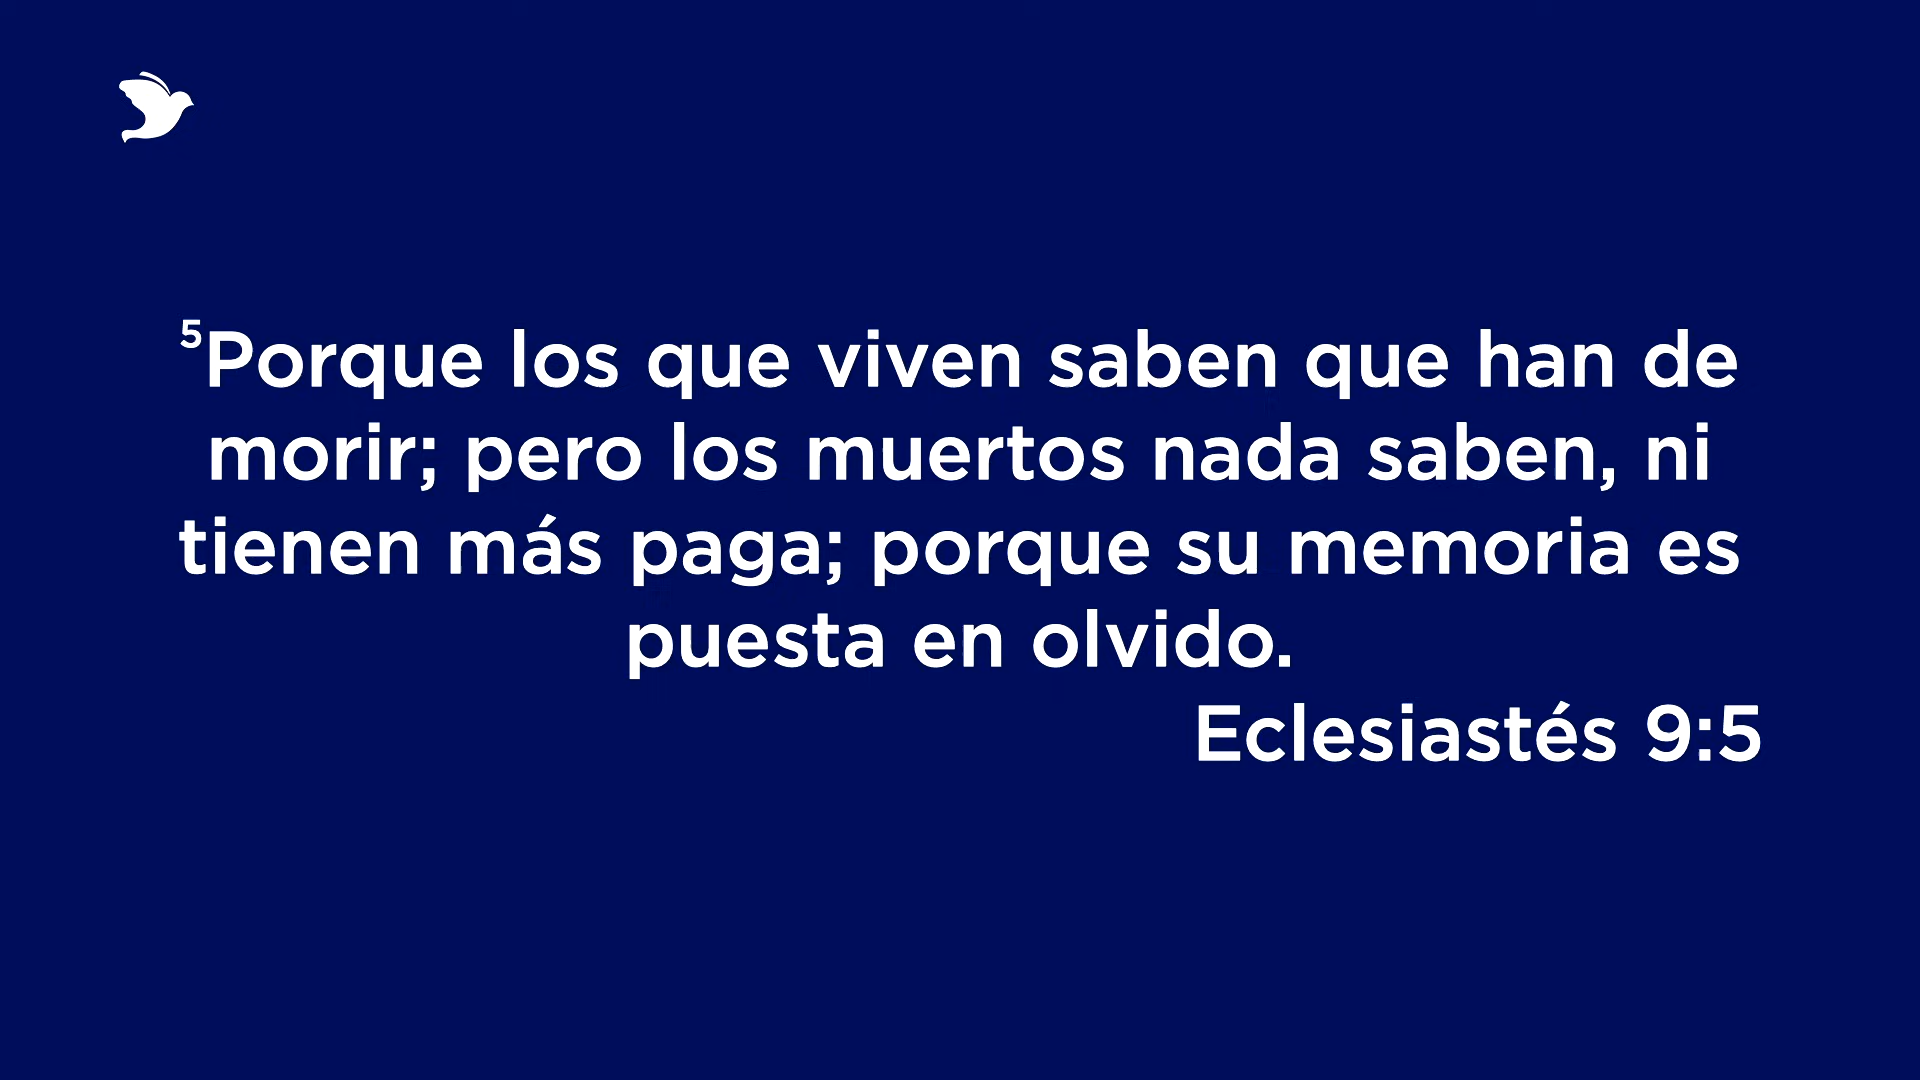 ⁵Porque los que viven saben que han de
morir; pero los muertos nada saben, ni
tienen más paga; porque su memoria es
puesta en olvido.
Eclesiastés 9:5